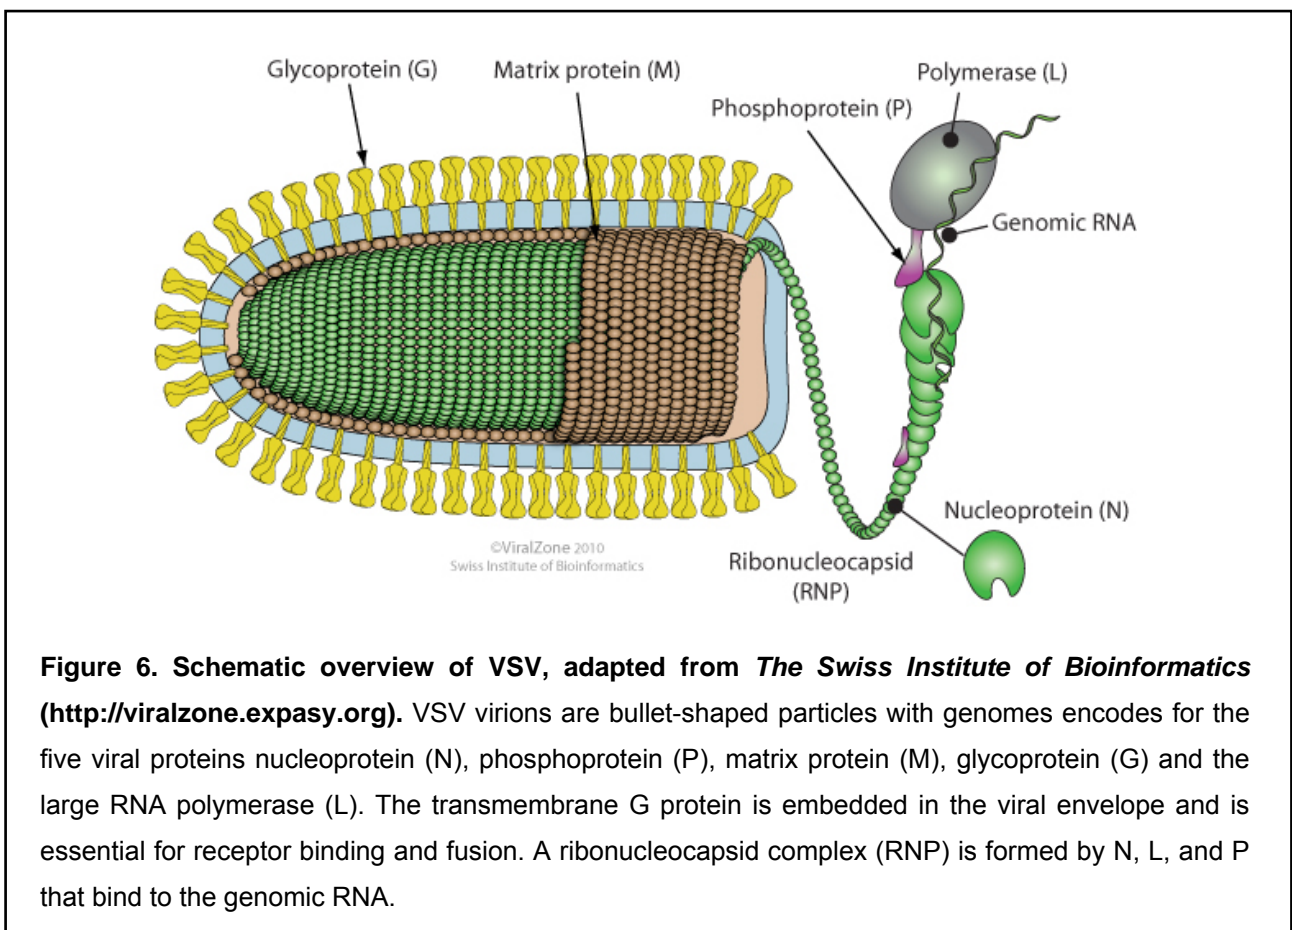 Glycoprotein (G)
Matrix protein (M)
Polymerase (L)
Phosphoprotein (P)
Genomic RNA
Nucleoprotein (N)
Ribonucleocapsid
(RNP)
©ViralZone 2010
Swiss Institute of Bioinformatics
Figure 6. Schematic overview of VSV, adapted from The Swiss Institute of Bioinformatics
(http://viralzone.expasy.org). VSV virions are bullet-shaped particles with genomes encodes for the
five viral proteins nucleoprotein (N), phosphoprotein (P), matrix protein (M), glycoprotein (G) and the
large RNA polymerase (L). The transmembrane G protein is embedded in the viral envelope and is
essential for receptor binding and fusion. A ribonucleocapsid complex (RNP) is formed by N, L, and P
that bind to the genomic RNA.